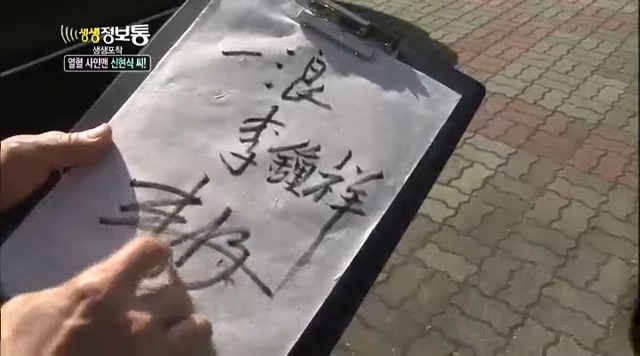 생생정보통
생생포착
열혈 사인맨 신현식 씨!
一浪
李鍾祥